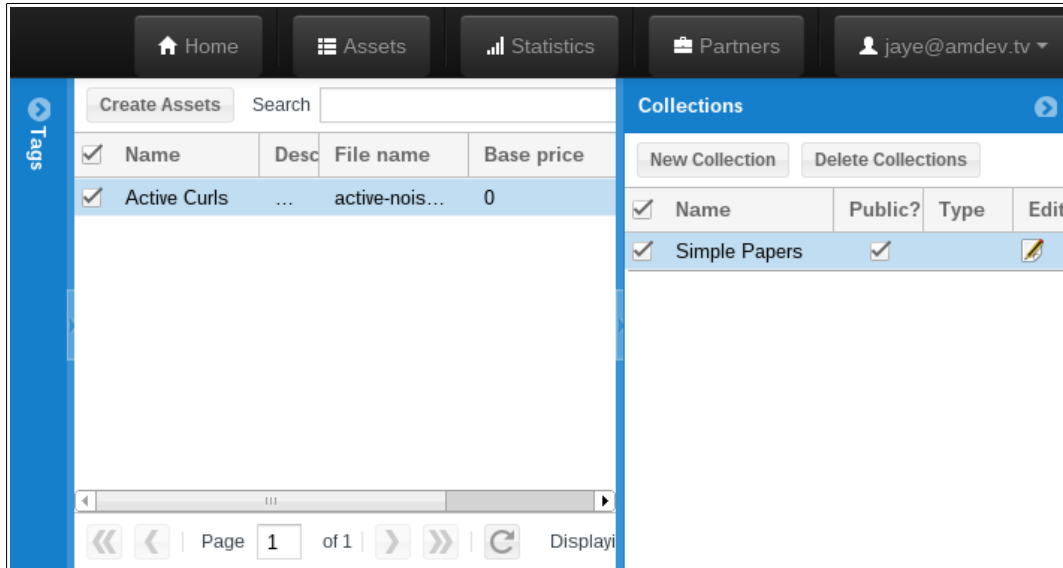 Home Assets Statistics Partners jaye@amdev.tv
Tags
Create Assets Search
Name Desc File name Base price
Active Curls ... active-nois...  0
Page 1 of 1 Displayi
Collections
New Collection Delete Collections
Name Public? Type Edit
Simple Papers